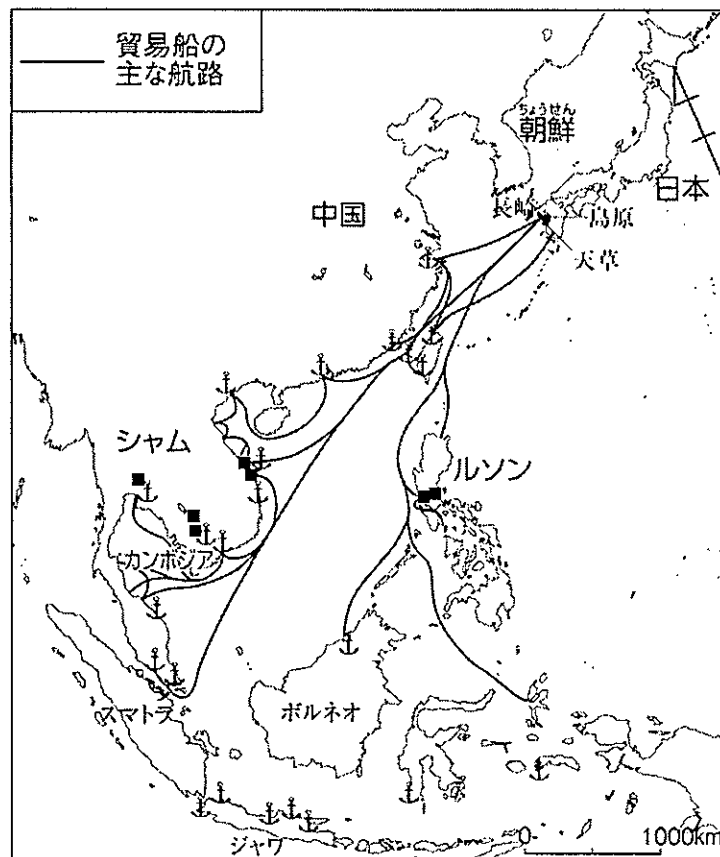 貿易船の
主な航路
ちょうせん
朝鮮
日本
長崎
島原
中国
天草
シャム
ルソン
カンボジア
スマトラ
ボルネオ
ジャワ
0 1000km